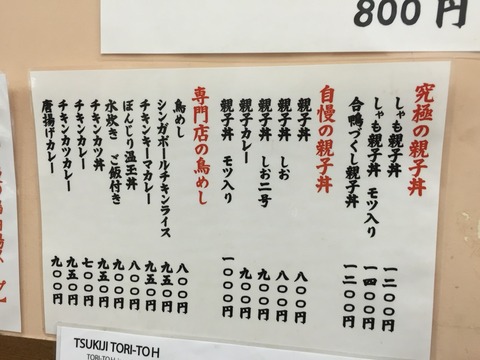 800円
究極の親子丼
しゃも親子丼 一二〇〇円
しゃも親子丼 モツ入り 一四〇〇円
合鴨づくし親子丼 一二〇〇円
自慢の親子丼
親子丼 八〇〇円
親子丼 しお 八〇〇円
親子丼 しお二号 九〇〇円
親子カレー 九〇〇円
親子丼 モツ入り 一〇〇〇円
専門店の鳥めし
鳥めし 八〇〇円
シンガポールチキンライス 九五〇円
チキンキーマカレー 九五〇円
ぼんじり温玉丼 八〇〇円
水炊き ご飯付き 九〇〇円
チキンカツ丼 九五〇円
チキンカレー 七〇〇円
チキンカツカレー 九五〇円
唐揚げカレー 九〇〇円
TSUKIJI TORI-TOH